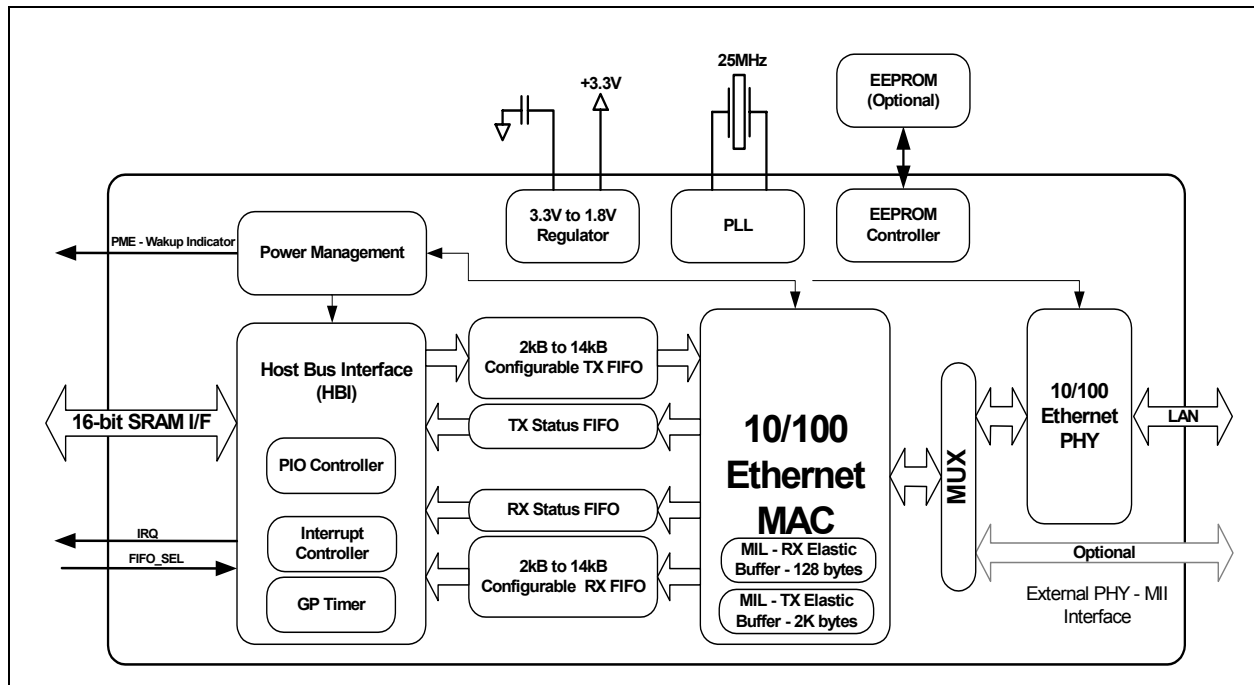 25MHz
+3.3V
EEPROM
(Optional)
3.3V to 1.8V
Regulator
PLL
EEPROM
Controller
PME - Wakup Indicator
Power Management
Host Bus Interface
(HBI)
2kB to 14kB
Configurable TX FIFO
16-bit SRAM I/F
TX Status FIFO
PIO Controller
RX Status FIFO
IRQ
Interrupt
Controller
FIFO_SEL
2kB to 14kB
Configurable RX FIFO
GP Timer
10/100
Ethernet
MAC
MIL - RX Elastic
Buffer - 128 bytes
MIL - TX Elastic
Buffer - 2K bytes
MUX
10/100
Ethernet
PHY
LAN
Optional
External PHY - MII
Interface